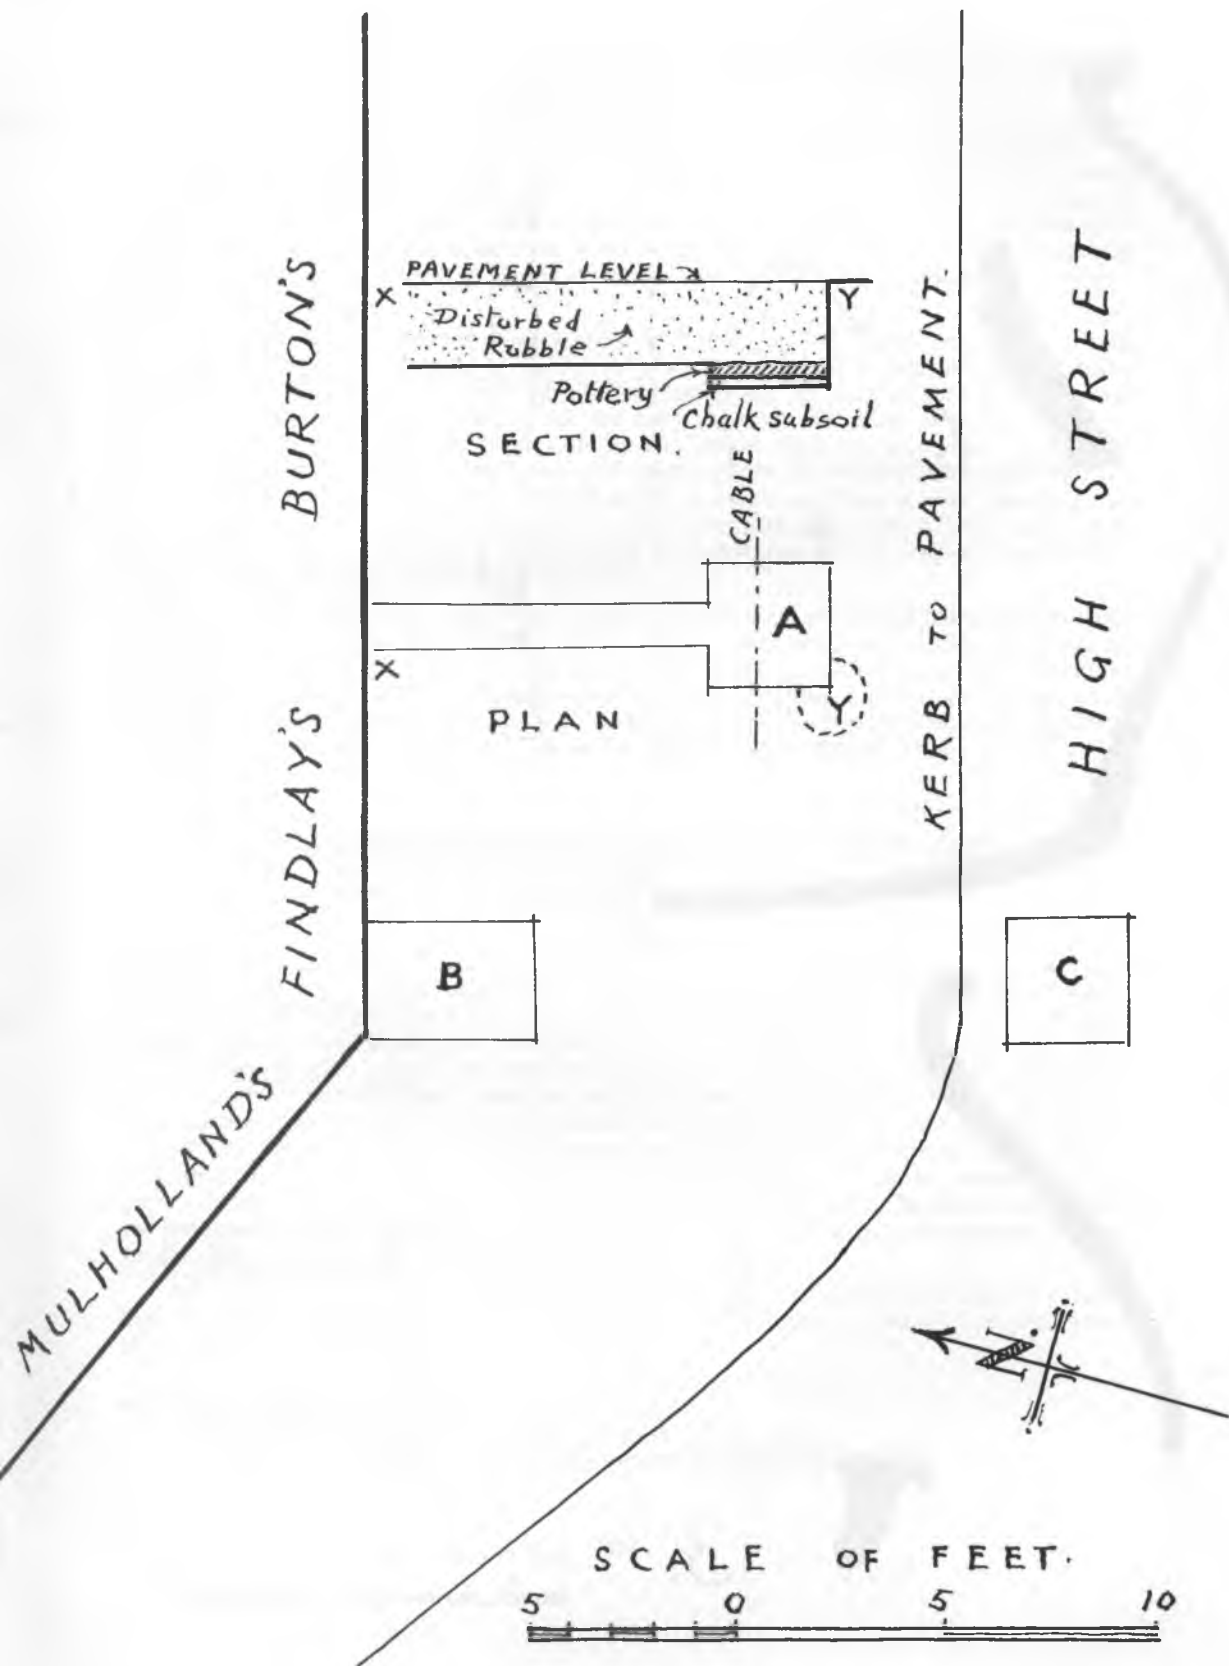 PAVEMENT LEVEL
X
Y
Disturbed
Rubble
Pottery
Chalk subsoil
SECTION.
BURTON'S
CABLE
A
X
Y
PLAN
FINDLAY'S
KERB TO PAVEMENT.
HIGH STREET
B
C
MULHOLLAND'S
N.
SCALE OF FEET.
5 0 5 10